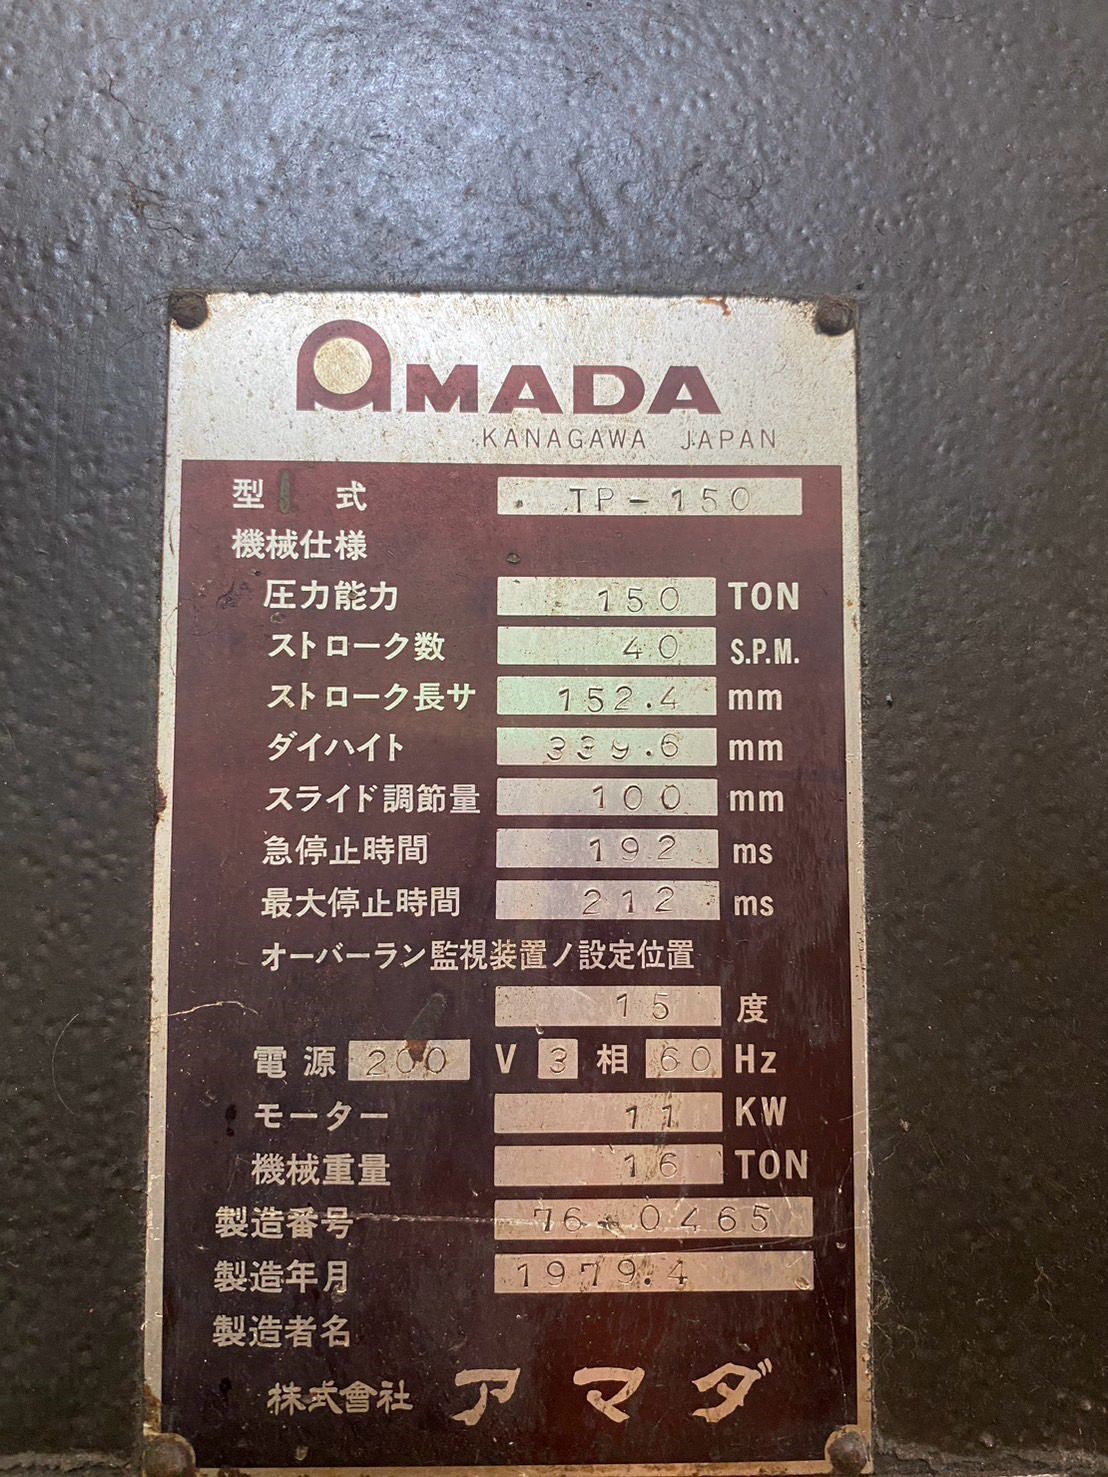 AMADA
KANAGAWA JAPAN
型 式 TP-150
機械仕様
圧力能力 150 TON
ストローク数 40 S.P.M.
ストローク長サ 152.4 mm
ダイハイト 339.6 mm
スライド調節量 100 mm
急停止時間 192 ms
最大停止時間 212 ms
オーバーラン監視装置ノ設定位置
15 度
電源 200 V 3 相 60 Hz
モーター 11 KW
機械重量 16 TON
製造番号 76-0465
製造年月 1979.4
製造者名
株式會社 アマダ